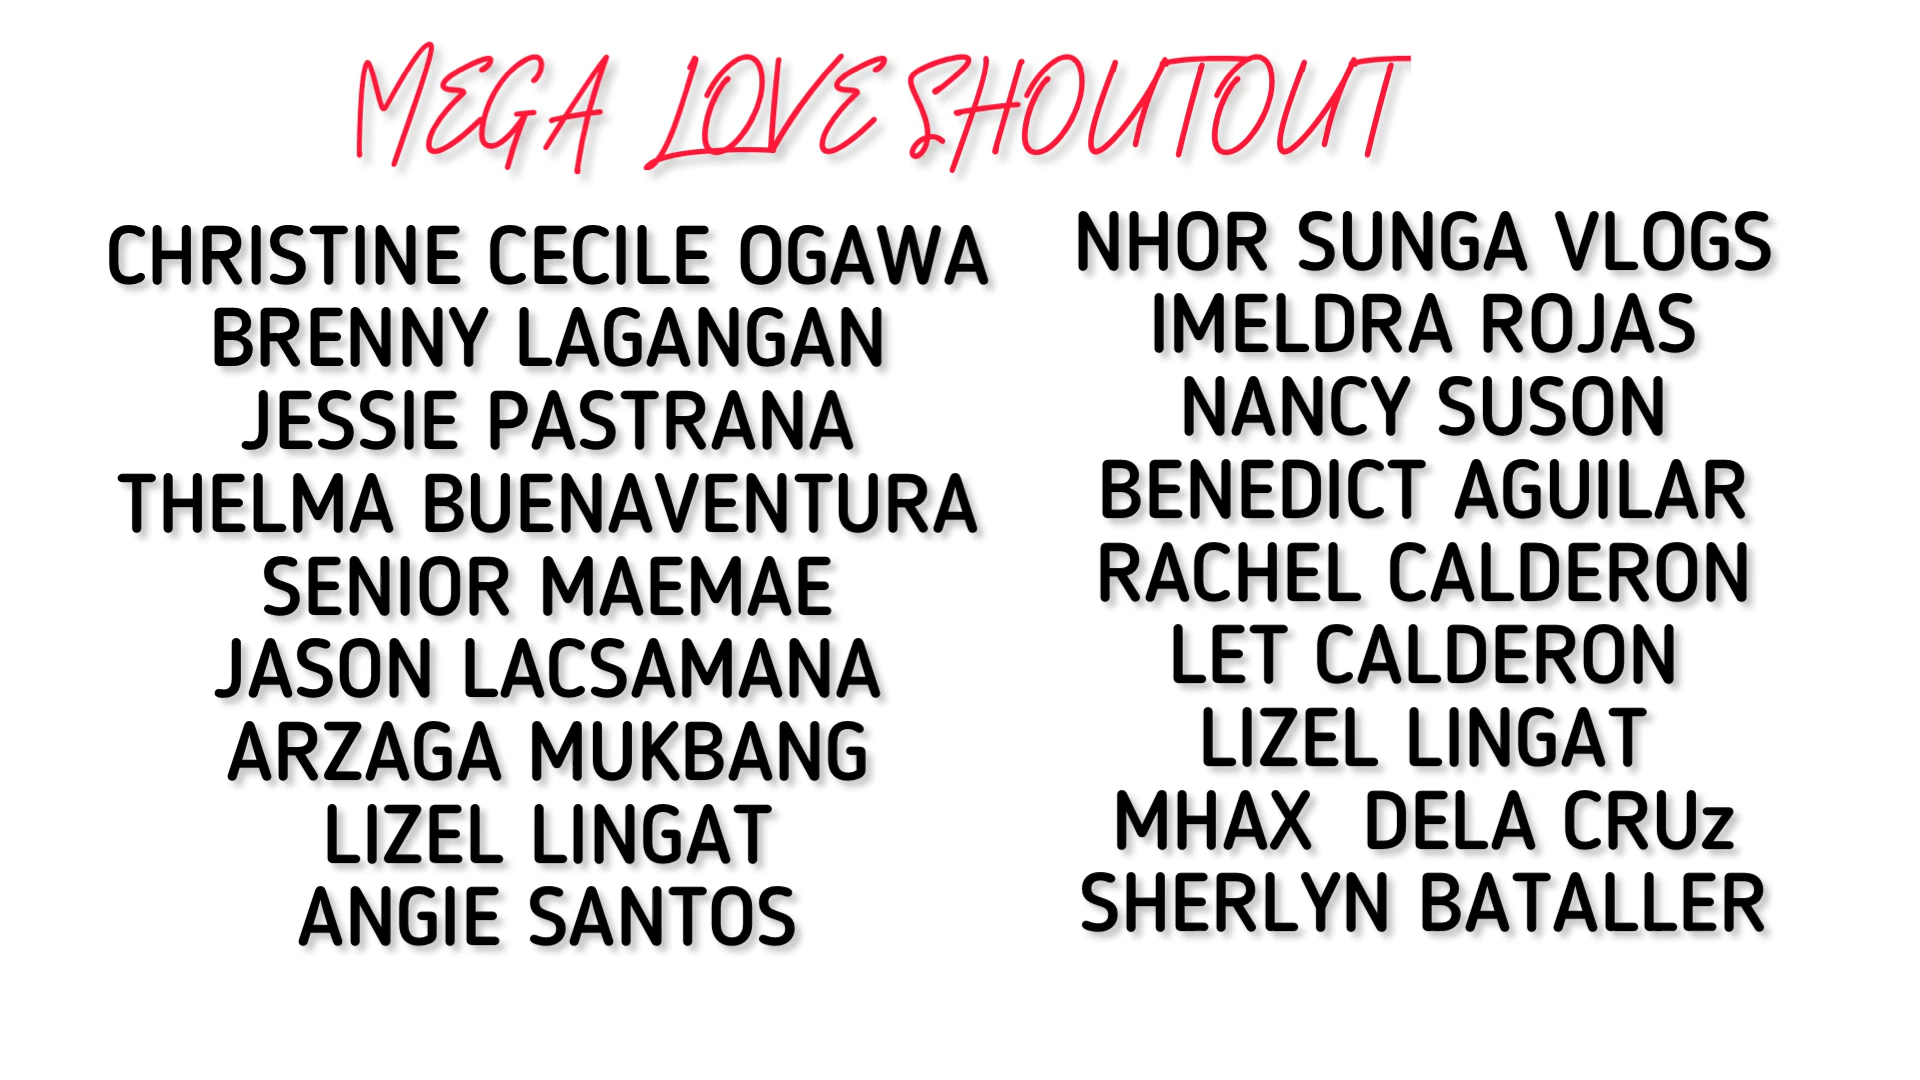 MEGA LOVE SHOUTOUT
CHRISTINE CECILE OGAWA
BRENNY LAGANGAN
JESSIE PASTRANA
THELMA BUENAVENTURA
SENIOR MAEMAE
JASON LACSAMANA
ARZAGA MUKBANG
LIZEL LINGAT
ANGIE SANTOS
NHOR SUNGA VLOGS
IMELDRA ROJAS
NANCY SUSON
BENEDICT AGUILAR
RACHEL CALDERON
LET CALDERON
LIZEL LINGAT
MHAX  DELA CRUz
SHERLYN BATALLER